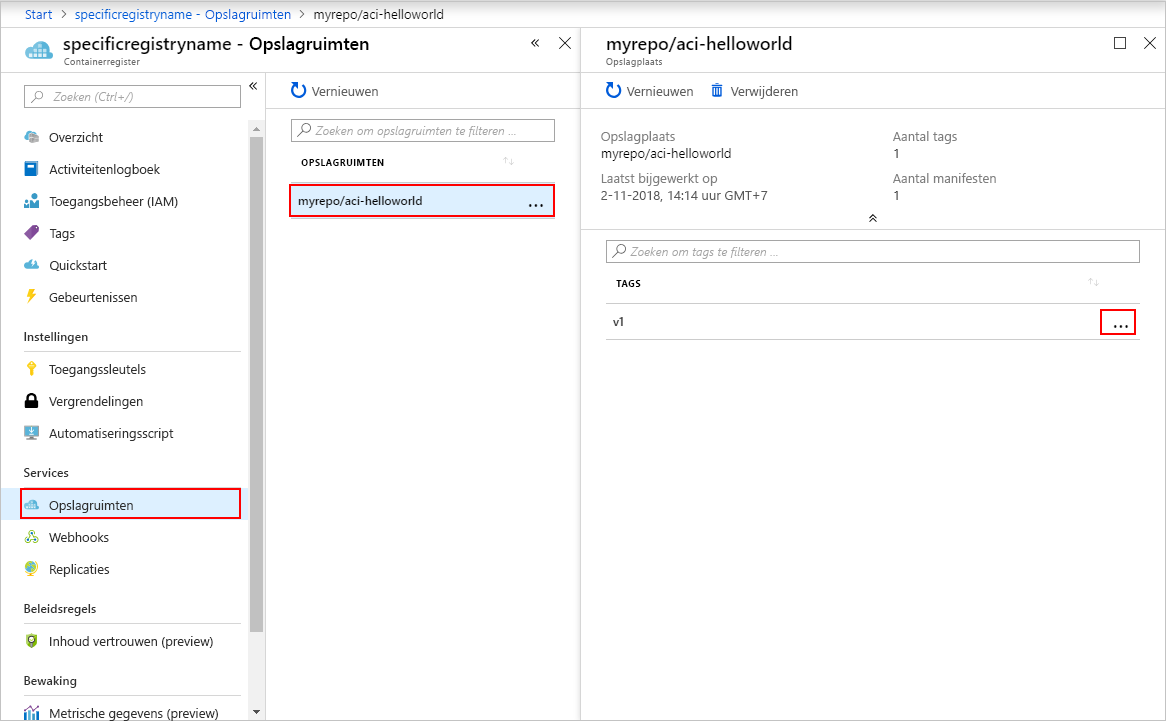 Start > specificregistryname - Opslagruimten > myrepo/aci-helloworld
specificregistryname - Opslagruimten
Containerregister
Zoeken (Ctrl+/)
Overzicht
Activiteitenlogboek
Toegangsbeheer (IAM)
Tags
Quickstart
Gebeurtenissen
Instellingen
Toegangssleutels
Vergrendelingen
Automatiseringsscript
Services
Opslagruimten
Webhooks
Replicaties
Beleidsregels
Inhoud vertrouwen (preview)
Bewaking
Metrische gegevens (preview)
Vernieuwen
Zoeken om opslagruimten te filteren ...
OPSLAGRUIMTEN
myrepo/aci-helloworld ...
myrepo/aci-helloworld
Opslagplaats
Vernieuwen Verwijderen
Opslagplaats
myrepo/aci-helloworld
Laatst bijgewerkt op
2-11-2018, 14:14 uur GMT+7
Aantal tags
1
Aantal manifesten
1
Zoeken om tags te filteren ...
TAGS
v1 ...